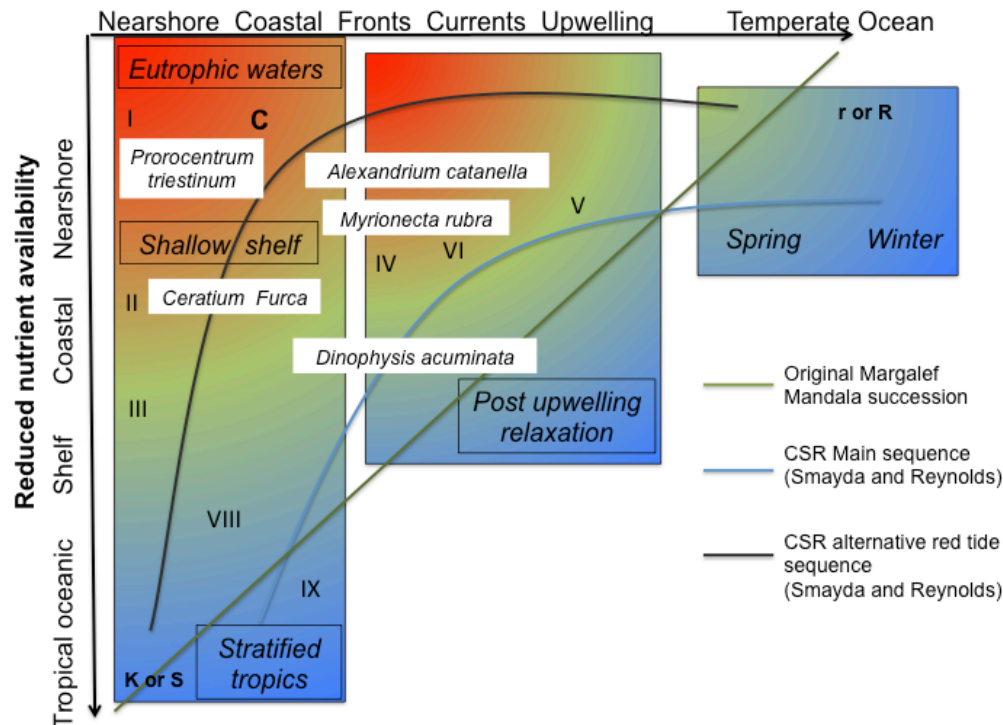 Nearshore Coastal Fronts Currents Upwelling Temperate Ocean
Reduced nutrient availability
Nearshore
Coastal
Shelf
Tropical oceanic
Eutrophic waters
I
C
Prorocentrum
triestinum
Shallow shelf
II
Ceratium Furca
III
VIII
IX
K or S
Stratified
tropics
Alexandrium catanella
Myrionecta rubra
V
IV
VI
Dinophysis acuminata
Post upwelling
relaxation
r or R
Spring Winter
Original Margalef
Mandala succession
CSR Main sequence
(Smayda and Reynolds)
CSR alternative red tide
sequence
(Smayda and Reynolds)